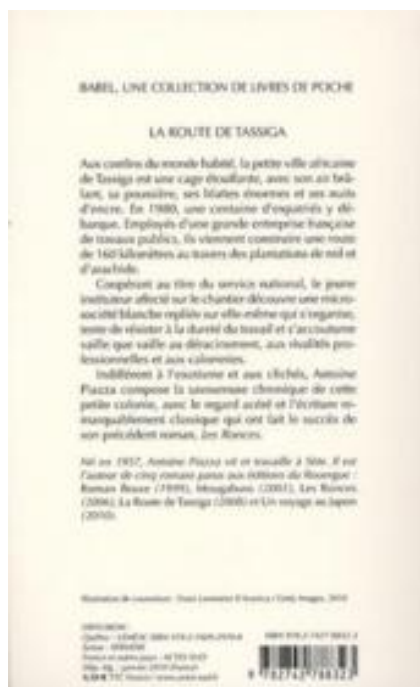 BABEL, UNE COLLECTION DE LIVRES DE POCHE
LA ROUTE DE TASSIGA
Aux confins du monde habité, la petite ville africaine
de Tassiga est une cage étouffante, avec son air brû-
lant, sa poussière, ses blattes énormes et ses nuits
d'encre. En 1980, une centaine d'expatriés y dé-
barque. Employés d'une grande entreprise française
de travaux publics, ils viennent construire une route
de 160 kilomètres au travers des plantations de mil et
d'arachide.
Coopérant au titre du service national, le jeune
instituteur affecté sur le chantier découvre une micro-
société blanche repliée sur elle-même qui s'organise,
tente de résister à la dureté du travail et s'accoutume
vaille que vaille au déracinement, aux rivalités pro-
fessionnelles et aux calomnies.
Indifférent à l'exotisme et aux clichés, Antoine
Piazza compose la savoureuse chronique de cette
petite colonie, avec le regard acéré et l'écriture re-
marquablement classique qui ont fait le succès de
son précédent roman, Les Ronces.
Né en 1957, Antoine Piazza vit et travaille à Sète. Il est
l'auteur de cinq romans parus aux éditions du Rouergue :
Roman fleuve (1999), Mougaburu (2001), Les Ronces
(2006), La Route de Tassiga (2008) et Un voyage au Japon
(2010).
Illustration de couverture : Getty Images, 2010